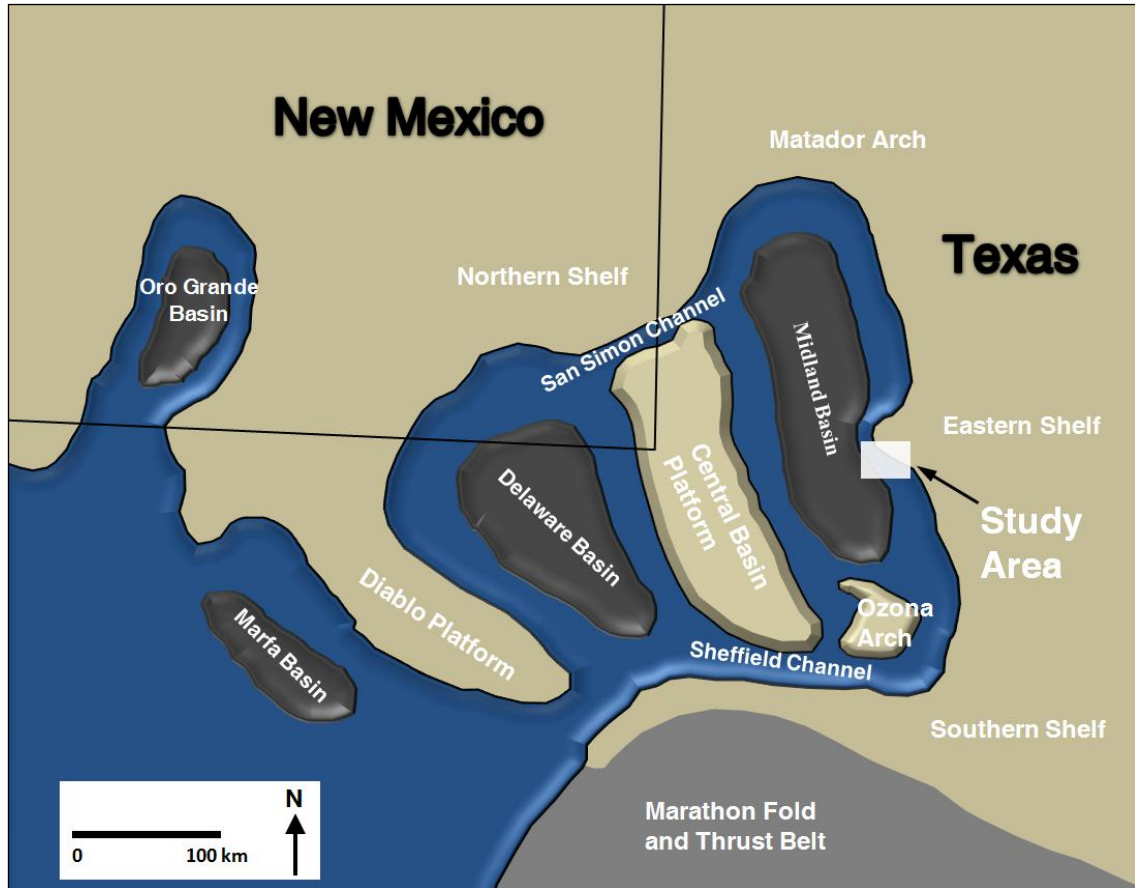 New Mexico
Matador Arch
Texas
Northern Shelf
Oro Grande
Basin
San Simon Channel
Midland Basin
Eastern Shelf
Central Basin
Platform
Delaware Basin
Study
Area
Diablo Platform
Ozona
Arch
Marfa Basin
Sheffield Channel
Southern Shelf
Marathon Fold
and Thrust Belt
N
0 100 km